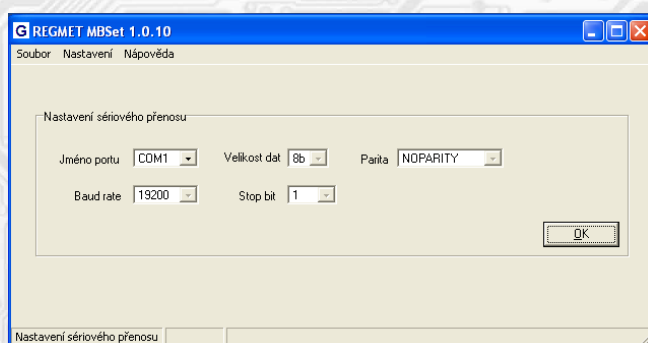 G REGMET MBSet 1.0.10
Soubor Nastavení Nápověda
Nastavení sériového přenosu
Jméno portu COM1 Velikost dat 8b Parita NOPARITY
Baud rate 19200 Stop bit 1
OK
Nastavení sériového přenosu